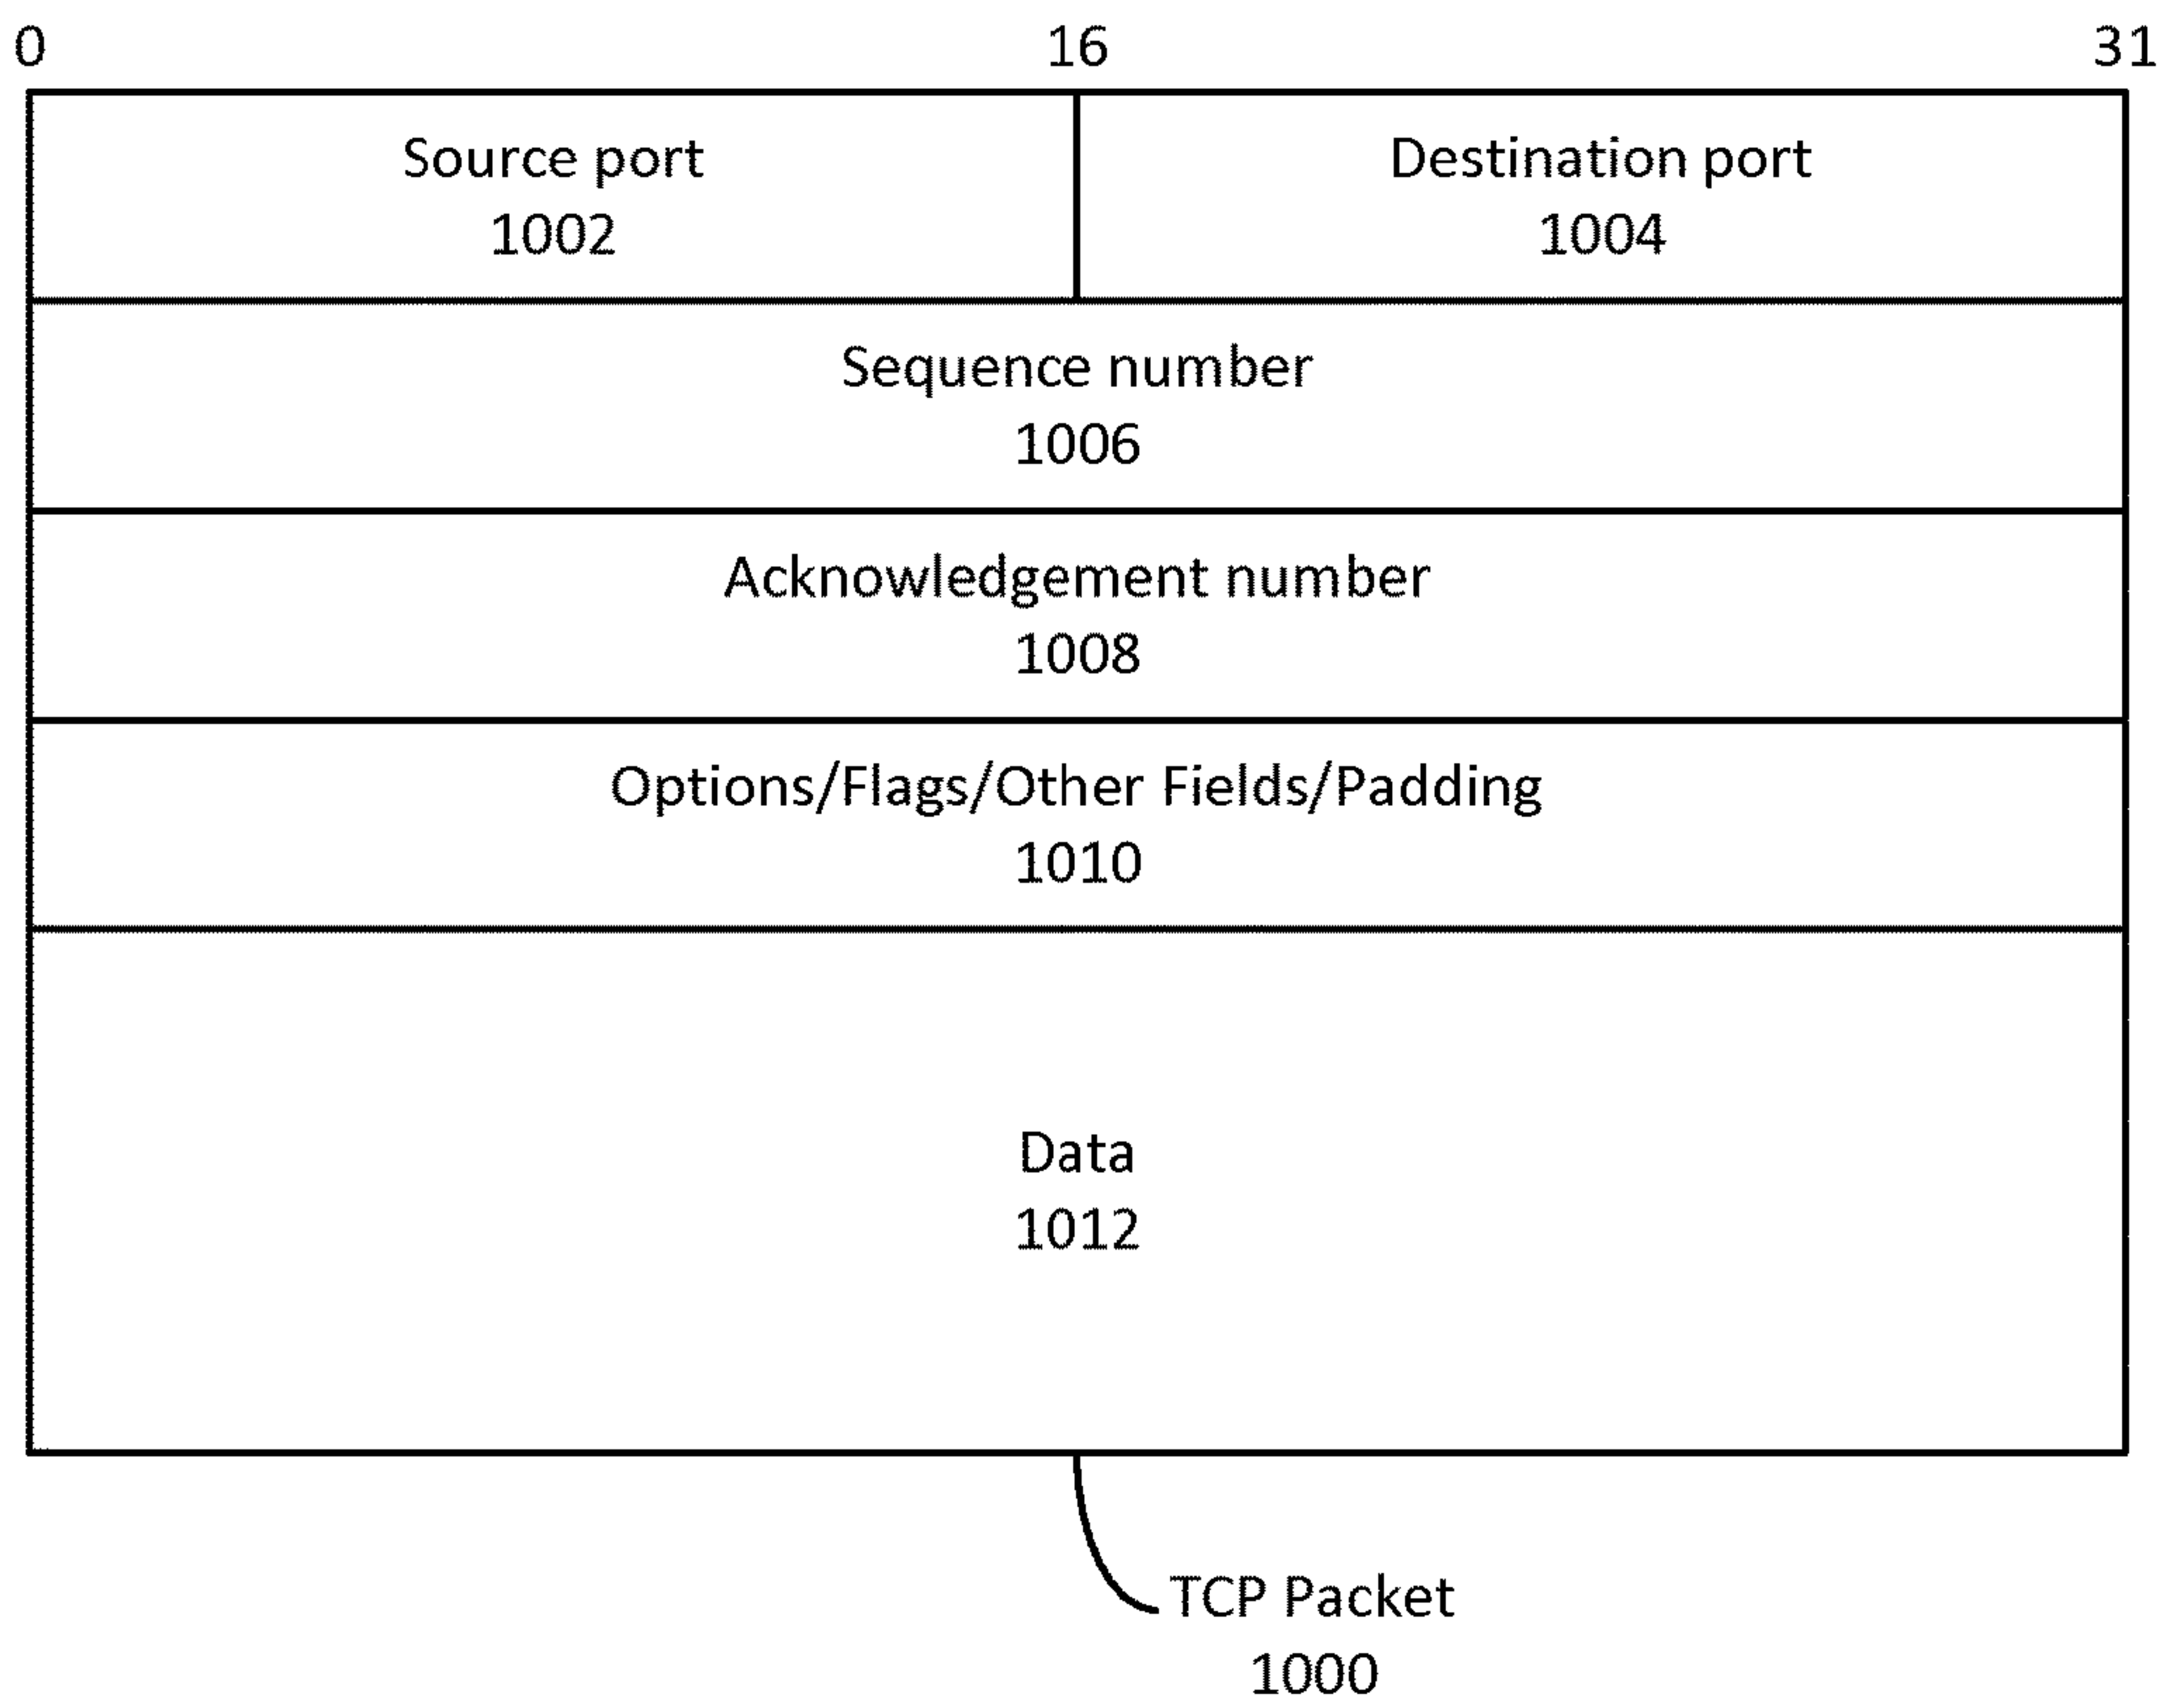 0 16 31
Source port Destination port
1002 1004
Sequence number
1006
Acknowledgement number
1008
Options/Flags/Other Fields/Padding
1010
Data
1012
TCP Packet
1000